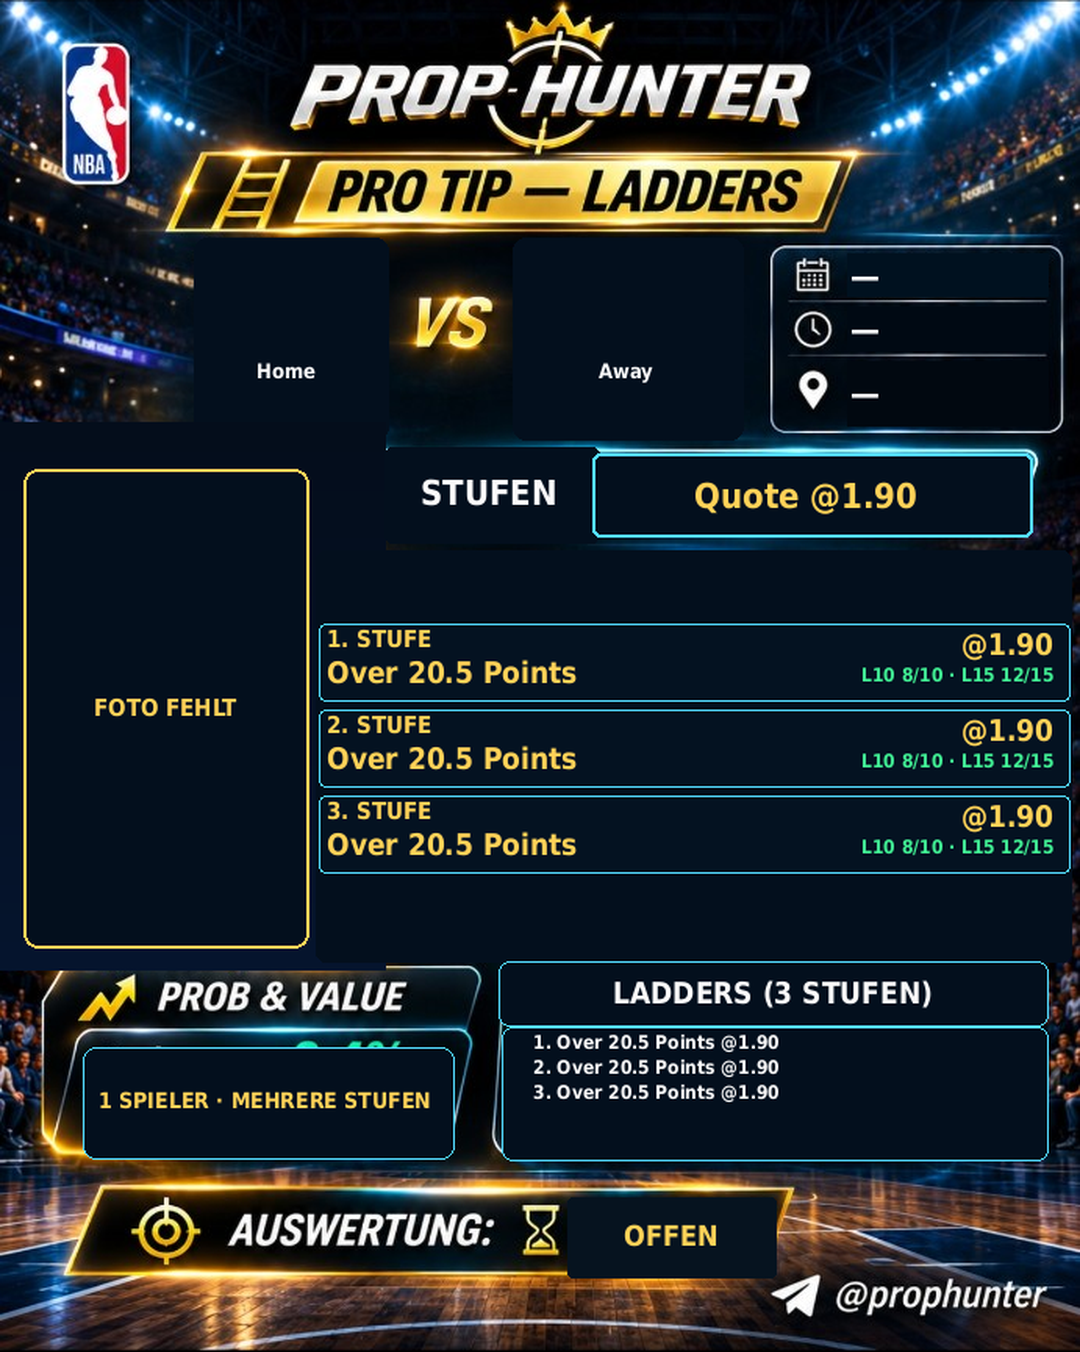 NBA
PROP-HUNTER
PRO TIP — LADDERS
Home
VS
Away
—
—
—
STUFEN
Quote @1.90
FOTO FEHLT
1. STUFE
Over 20.5 Points
@1.90
L10 8/10 · L15 12/15
2. STUFE
Over 20.5 Points
@1.90
L10 8/10 · L15 12/15
3. STUFE
Over 20.5 Points
@1.90
L10 8/10 · L15 12/15
PROB & VALUE
1 SPIELER · MEHRERE STUFEN
LADDERS (3 STUFEN)
1. Over 20.5 Points @1.90
2. Over 20.5 Points @1.90
3. Over 20.5 Points @1.90
AUSWERTUNG:
OFFEN
@prophunter